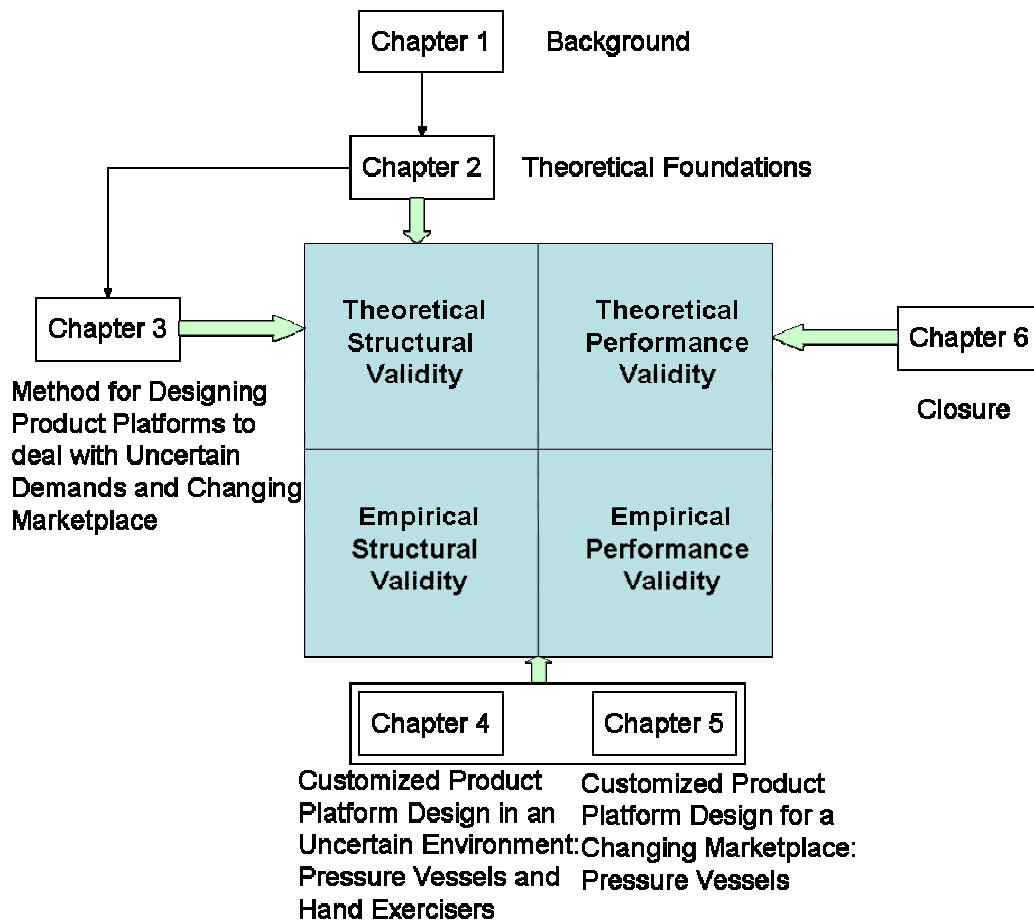 Chapter 1
Background
Chapter 2
Theoretical Foundations
Theoretical
Structural
Validity
Theoretical
Performance
Validity
Chapter 3
Method for Designing
Product Platforms to
deal with Uncertain
Demands and Changing
Marketplace
Chapter 6
Closure
Empirical
Structural
Validity
Empirical
Performance
Validity
Chapter 4
Chapter 5
Customized Product
Platform Design in an
Uncertain Environment:
Pressure Vessels and
Hand Exercisers
Customized Product
Platform Design for a
Changing Marketplace:
Pressure Vessels